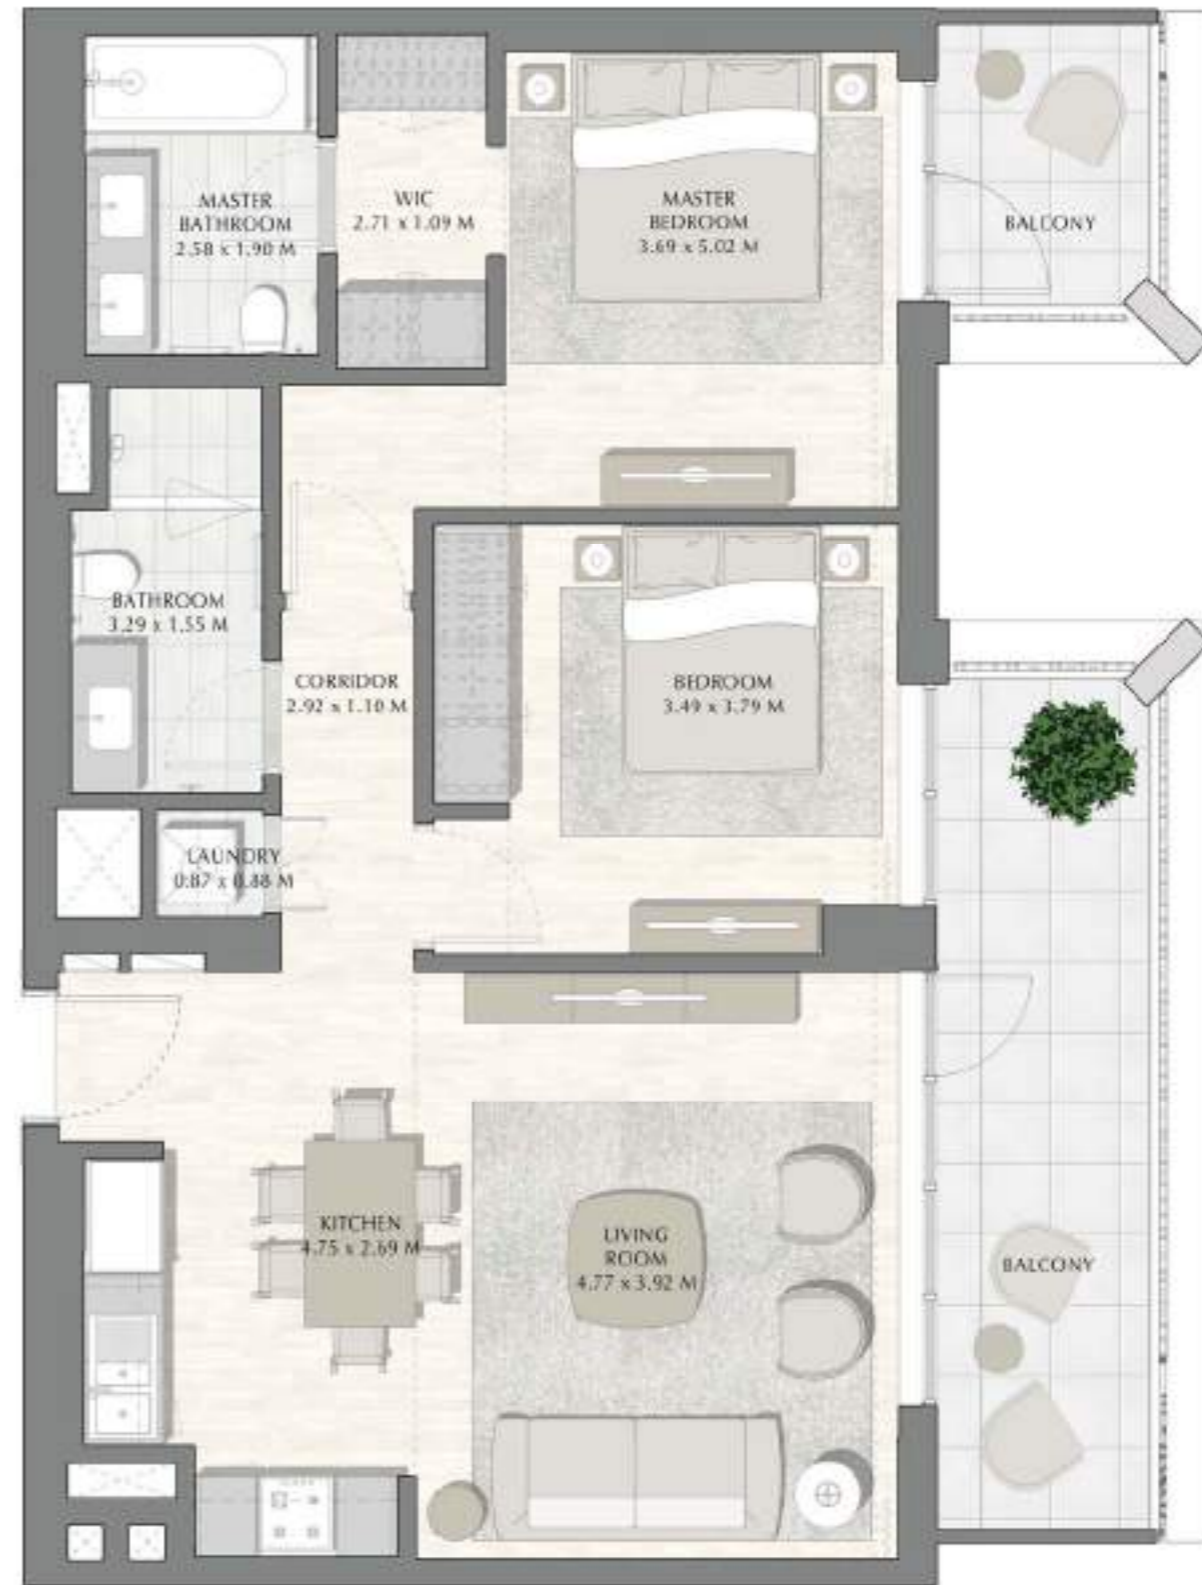 MASTER
BATHROOM
2.58 x 1.90 M
WIC
2.71 x 1.09 M
MASTER
BEDROOM
3.69 x 5.02 M
BALCONY
BATHROOM
3.29 x 1.55 M
CORRIDOR
2.92 x 1.10 M
BEDROOM
3.49 x 3.79 M
LAUNDRY
0.87 x 0.88 M
KITCHEN
4.75 x 2.69 M
LIVING
ROOM
4.77 x 3.92 M
BALCONY